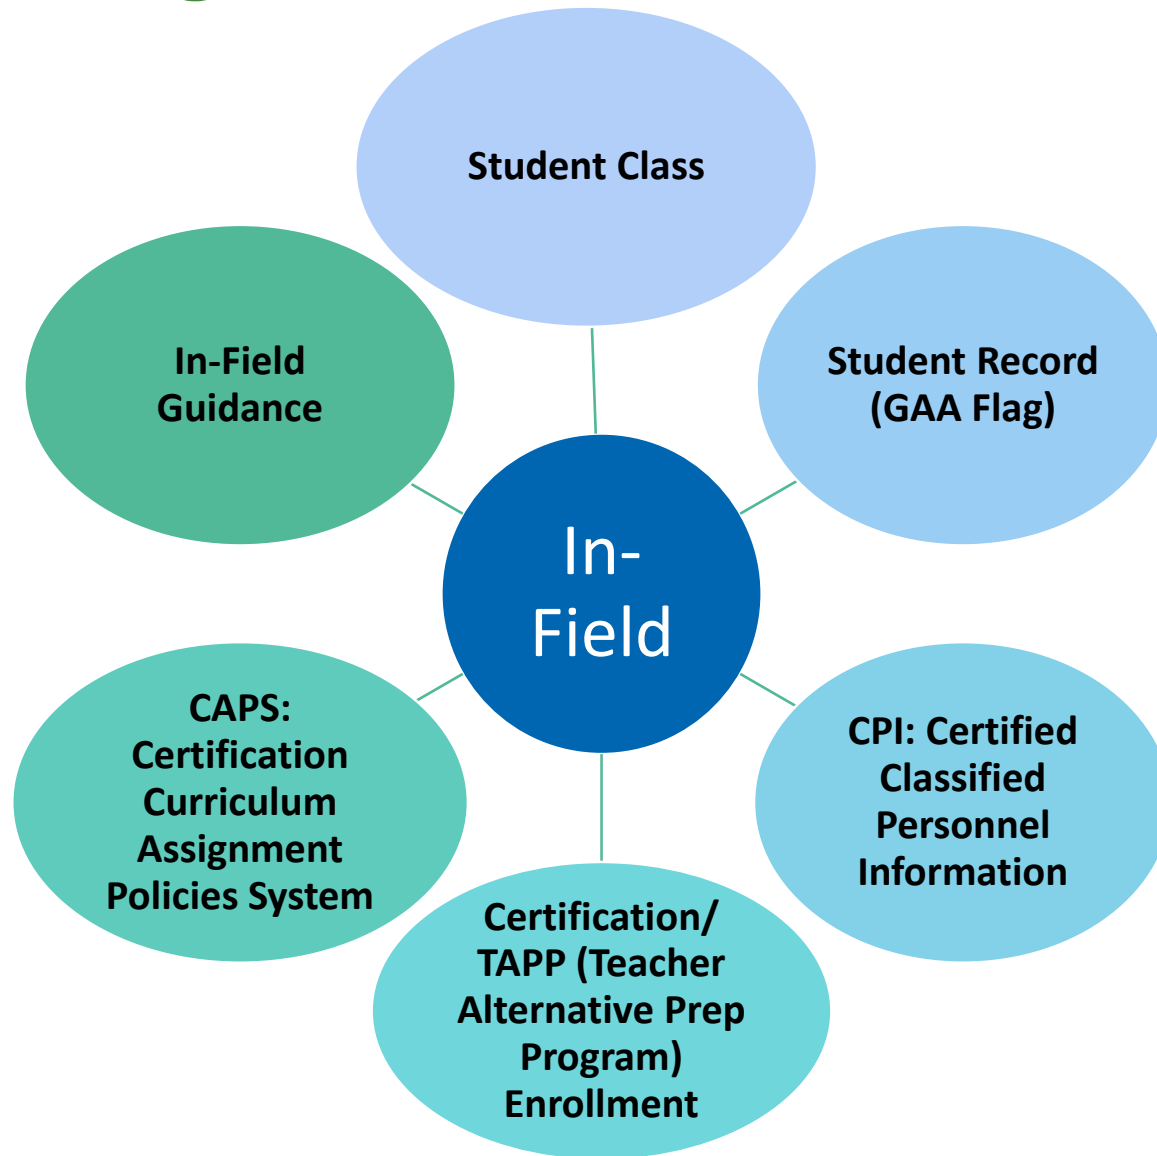 Student Class
In-Field
Guidance
Student Record
(GAA Flag)
In-
Field
CAPS:
Certification
Curriculum
Assignment
Policies System
CPI: Certified
Classified
Personnel
Information
Certification/
TAPP (Teacher
Alternative Prep
Program)
Enrollment